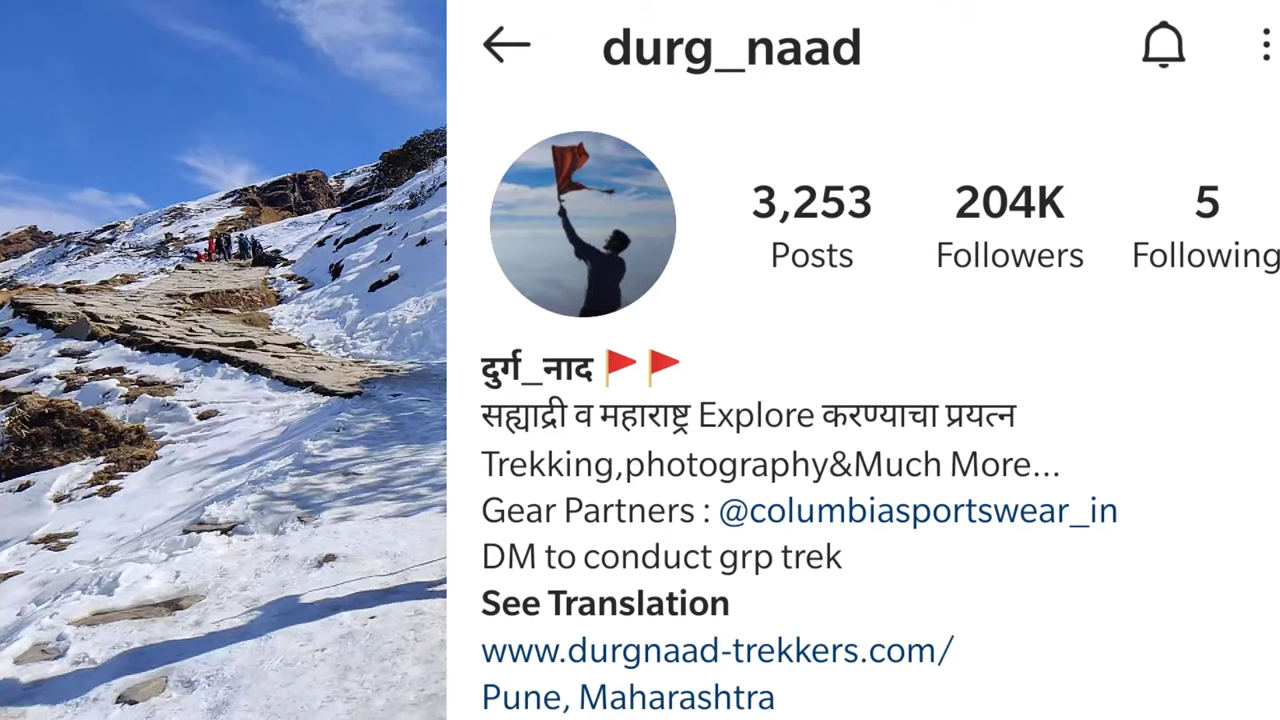 durg_naad
3,253 204K 5
Posts Followers Following
दुर्ग_नाद 🚩🚩
सह्याद्री व महाराष्ट्र Explore करण्याचा प्रयत्न
Trekking,photography&Much More...
Gear Partners : @columbiasportswear_in
DM to conduct grp trek
See Translation
www.durgnaad-trekkers.com/
Pune, Maharashtra